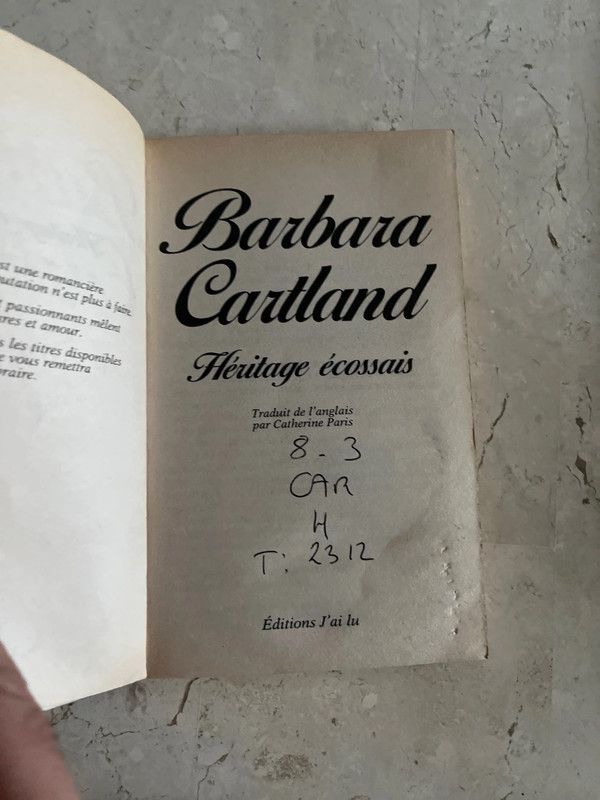 st une romancière
utation n'est plus à faire.
passionnants mêlent
res et amour.
s les titres disponibles
e vous remettra
raire.
Barbara
Cartland
Héritage écossais
Traduit de l'anglais
par Catherine Paris
8-3
CAR
H
T: 2312
Éditions J'ai lu